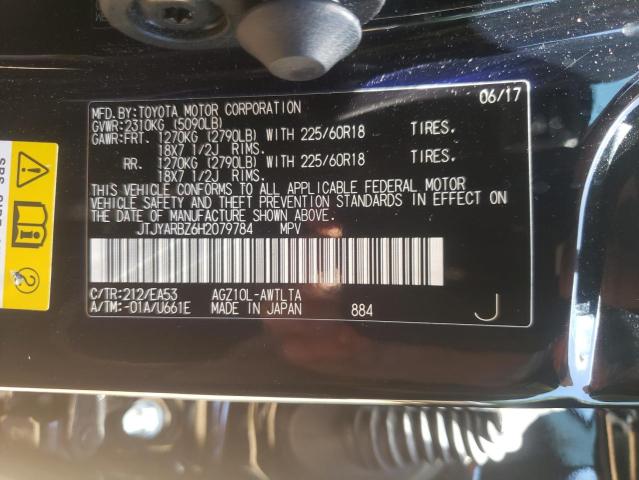 06/17
MFD.BY:TOYOTA MOTOR CORPORATION
GVWR:2310KG (5090LB)
GAWR:FRT. 1270KG (2790LB) WITH 225/60R18 TIRES.
18X7 1/2J RIMS.
RR. 1270KG (2790LB) WITH 225/60R18 TIRES.
18X7 1/2J RIMS.
THIS VEHICLE CONFORMS TO ALL APPLICABLE FEDERAL MOTOR
VEHICLE SAFETY AND THEFT PREVENTION STANDARDS IN EFFECT ON
THE DATE OF MANUFACTURE SHOWN ABOVE.
JTJYARBZ6H2079784 MPV
C/TR:212/EA53 AGZ10L-AWTLTA
A/TM:-01A/U661E MADE IN JAPAN 884 J